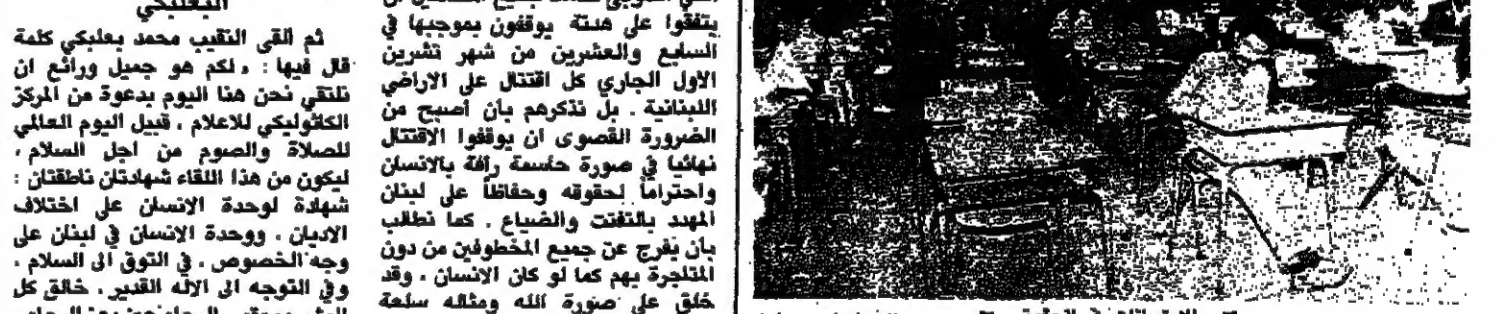 يتفقوا على هدنة يوقفون بموجبها في
السابع والعشرين من شهر تشرين
الاول الجاري كل اقتتال على الاراضي
اللبنانية . بل نذكرهم بان أصبح من
الضرورة القصوى ان يوقفوا الاقتتال
نهائيا في صورة حاسمة رافة بالانسان
واحتراماً لحقوقه وحفاظاً على لبنان
المهدد بالتفتت والضياع . كما نطالب
بان يفرج عن جميع المخطوفين من دون
المتاجرة بهم كما لو كان الانسان ، وقد
خلق على صورة الله ومثاله سلعة
البعلبكي
ثم القى النقيب محمد بعلبكي كلمة
قال فيها : « لكم هو جميل ورائع ان
نلتقي نحن هنا اليوم بدعوة من المركز
الكاثوليكي للاعلام ، قبيل اليوم العالمي
للصلاة والصوم من اجل السلام ،
ليكون من هذا اللقاء شهادتان ناطقتان :
شهادة لوحدة الانسان على اختلاف
الاديان ، ووحدة الانسان في لبنان على
وجه الخصوص ، في التوق الى السلام ،
وفي التوجه الى الاله القدير ، خالق كل